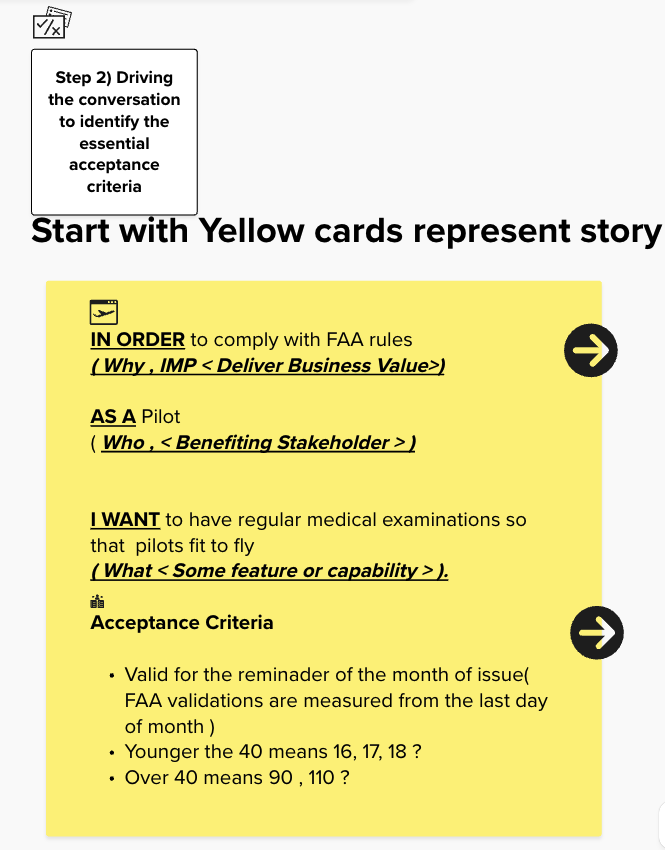 Step 2) Driving
the conversation
to identify the
essential
acceptance
criteria
Start with Yellow cards represent story
IN ORDER to comply with FAA rules
( Why , IMP < Deliver Business Value>)
AS A Pilot
( Who , < Benefiting Stakeholder > )
I WANT to have regular medical examinations so
that  pilots fit to fly
( What < Some feature or capability > ).
Acceptance Criteria
• Valid for the reminader of the month of issue(
FAA validations are measured from the last day
of month )
• Younger the 40 means 16, 17, 18 ?
• Over 40 means 90 , 110 ?